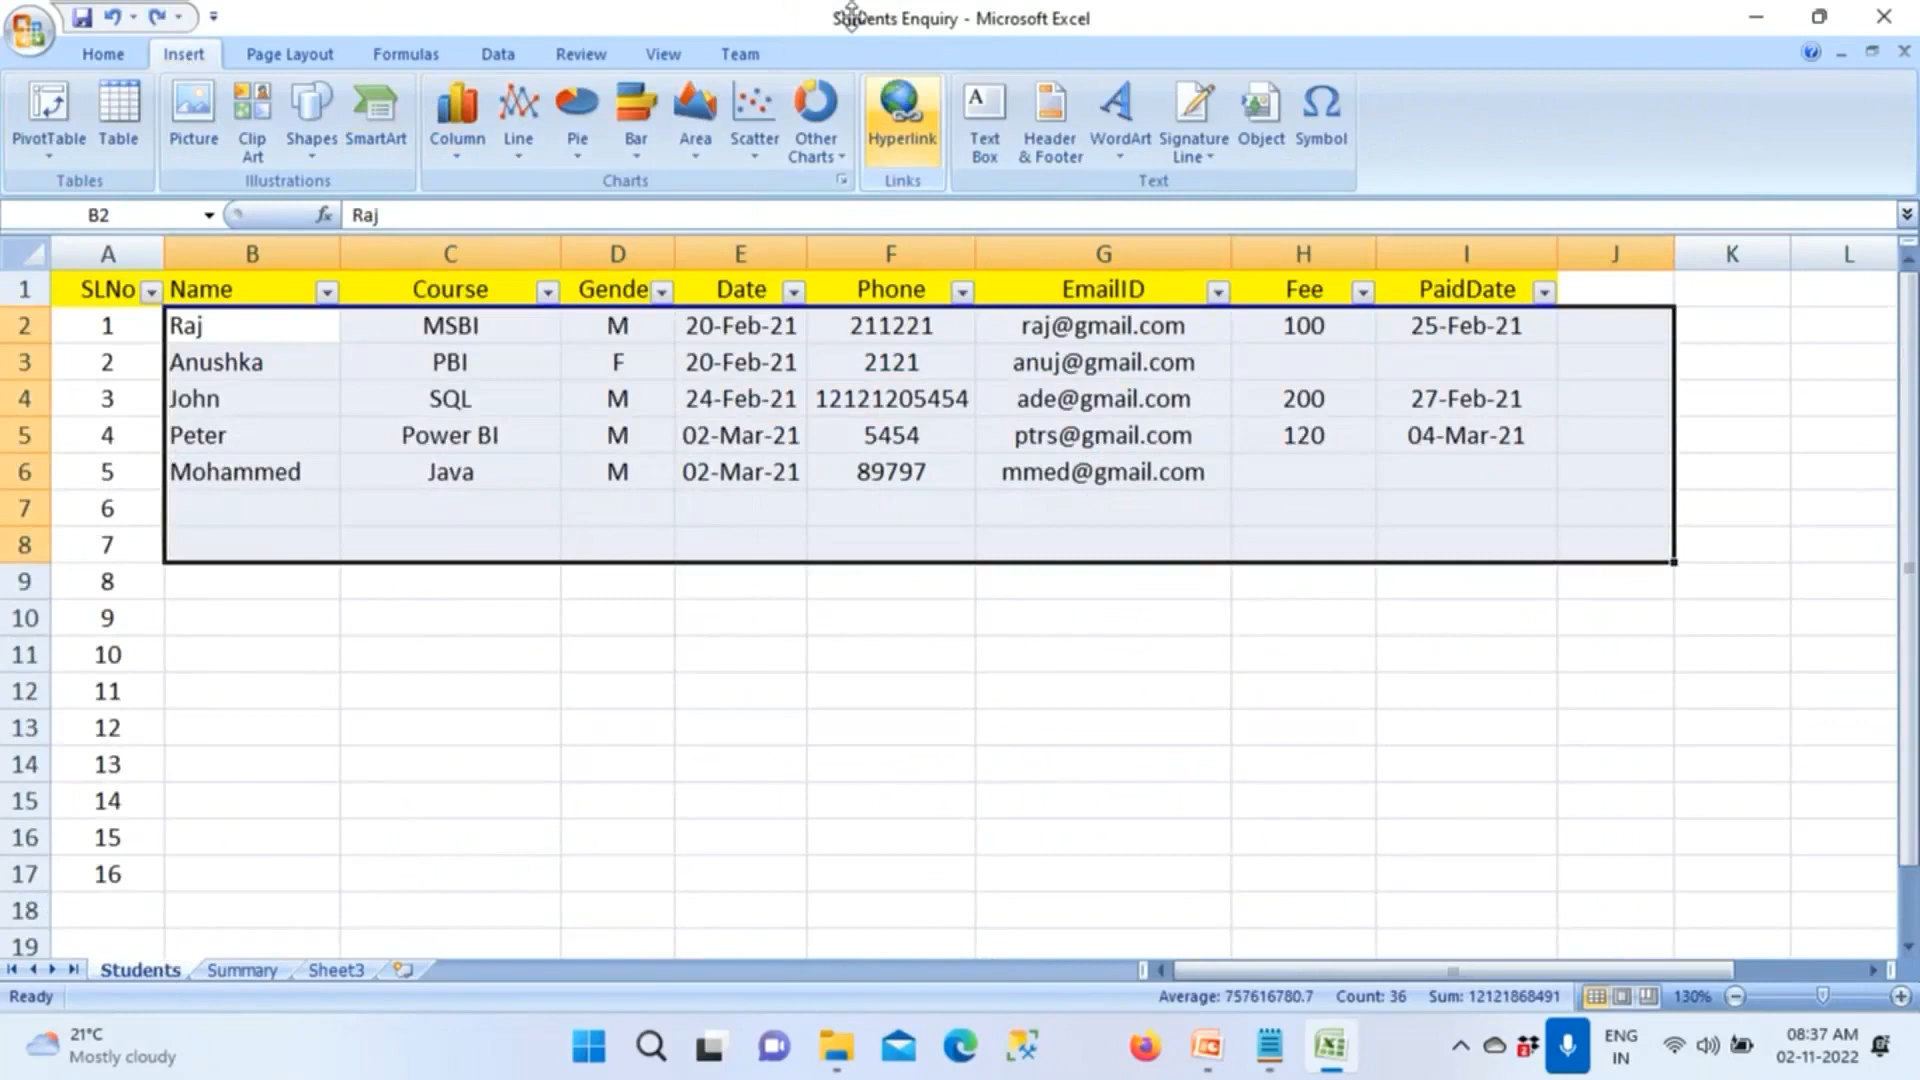 Students Enquiry - Microsoft Excel
Home Insert Page Layout Formulas Data Review View Team
PivotTable Table Picture Clip Art Shapes SmartArt Column Line Pie Bar Area Scatter Other Charts Hyperlink Text Box Header & Footer WordArt Signature Line Object Symbol
Tables Illustrations Charts Links Text
B2 fx Raj
A B C D E F G H I J K L
1 SLNo Name Course Gende Date Phone EmailID Fee PaidDate
2 1 Raj MSBI M 20-Feb-21 211221 raj@gmail.com 100 25-Feb-21
3 2 Anushka PBI F 20-Feb-21 2121 anuj@gmail.com
4 3 John SQL M 24-Feb-21 12121205454 ade@gmail.com 200 27-Feb-21
5 4 Peter Power BI M 02-Mar-21 5454 ptrs@gmail.com 120 04-Mar-21
6 5 Mohammed Java M 02-Mar-21 89797 mmed@gmail.com
7 6
8 7
9 8
10 9
11 10
12 11
13 12
14 13
15 14
16 15
17 16
18
19
Students Summary Sheet3
Ready Average: 757616780.7 Count: 36 Sum: 12121868491 130%
21°C ENG 08:37 AM
Mostly cloudy IN 02-11-2022